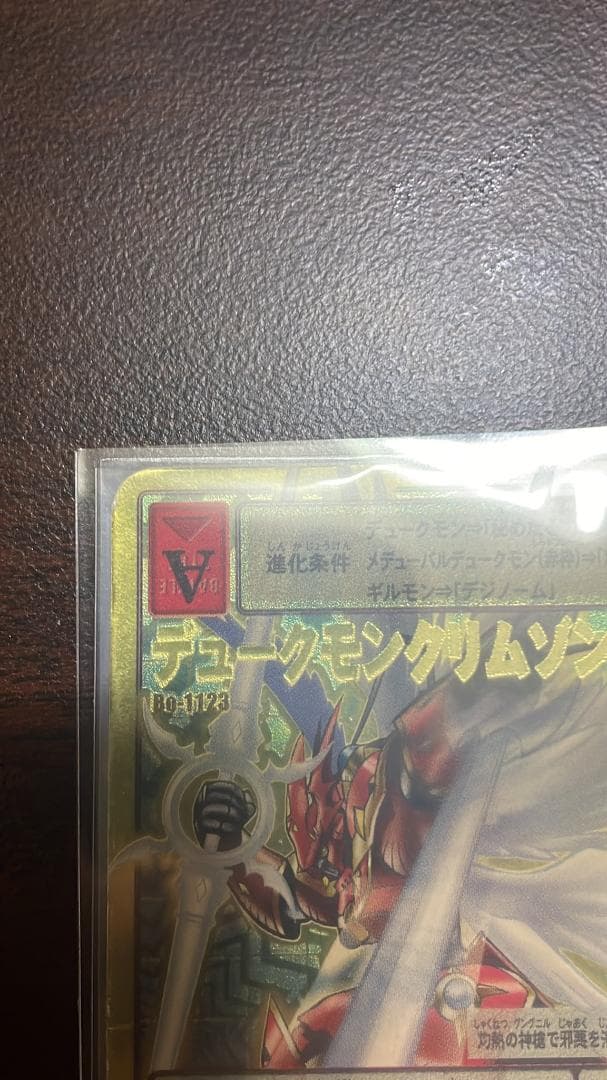 A
しんかじょうけん
進化条件
デュークモン⇒「秘め
メデューバルデュークモン(赤枠)⇒「
ギルモン⇒「デジノーム」
デュークモンクリムゾン
Bo-1123
しゃくねつ グングニル じゃあく じ
灼熱の神槍で邪悪を